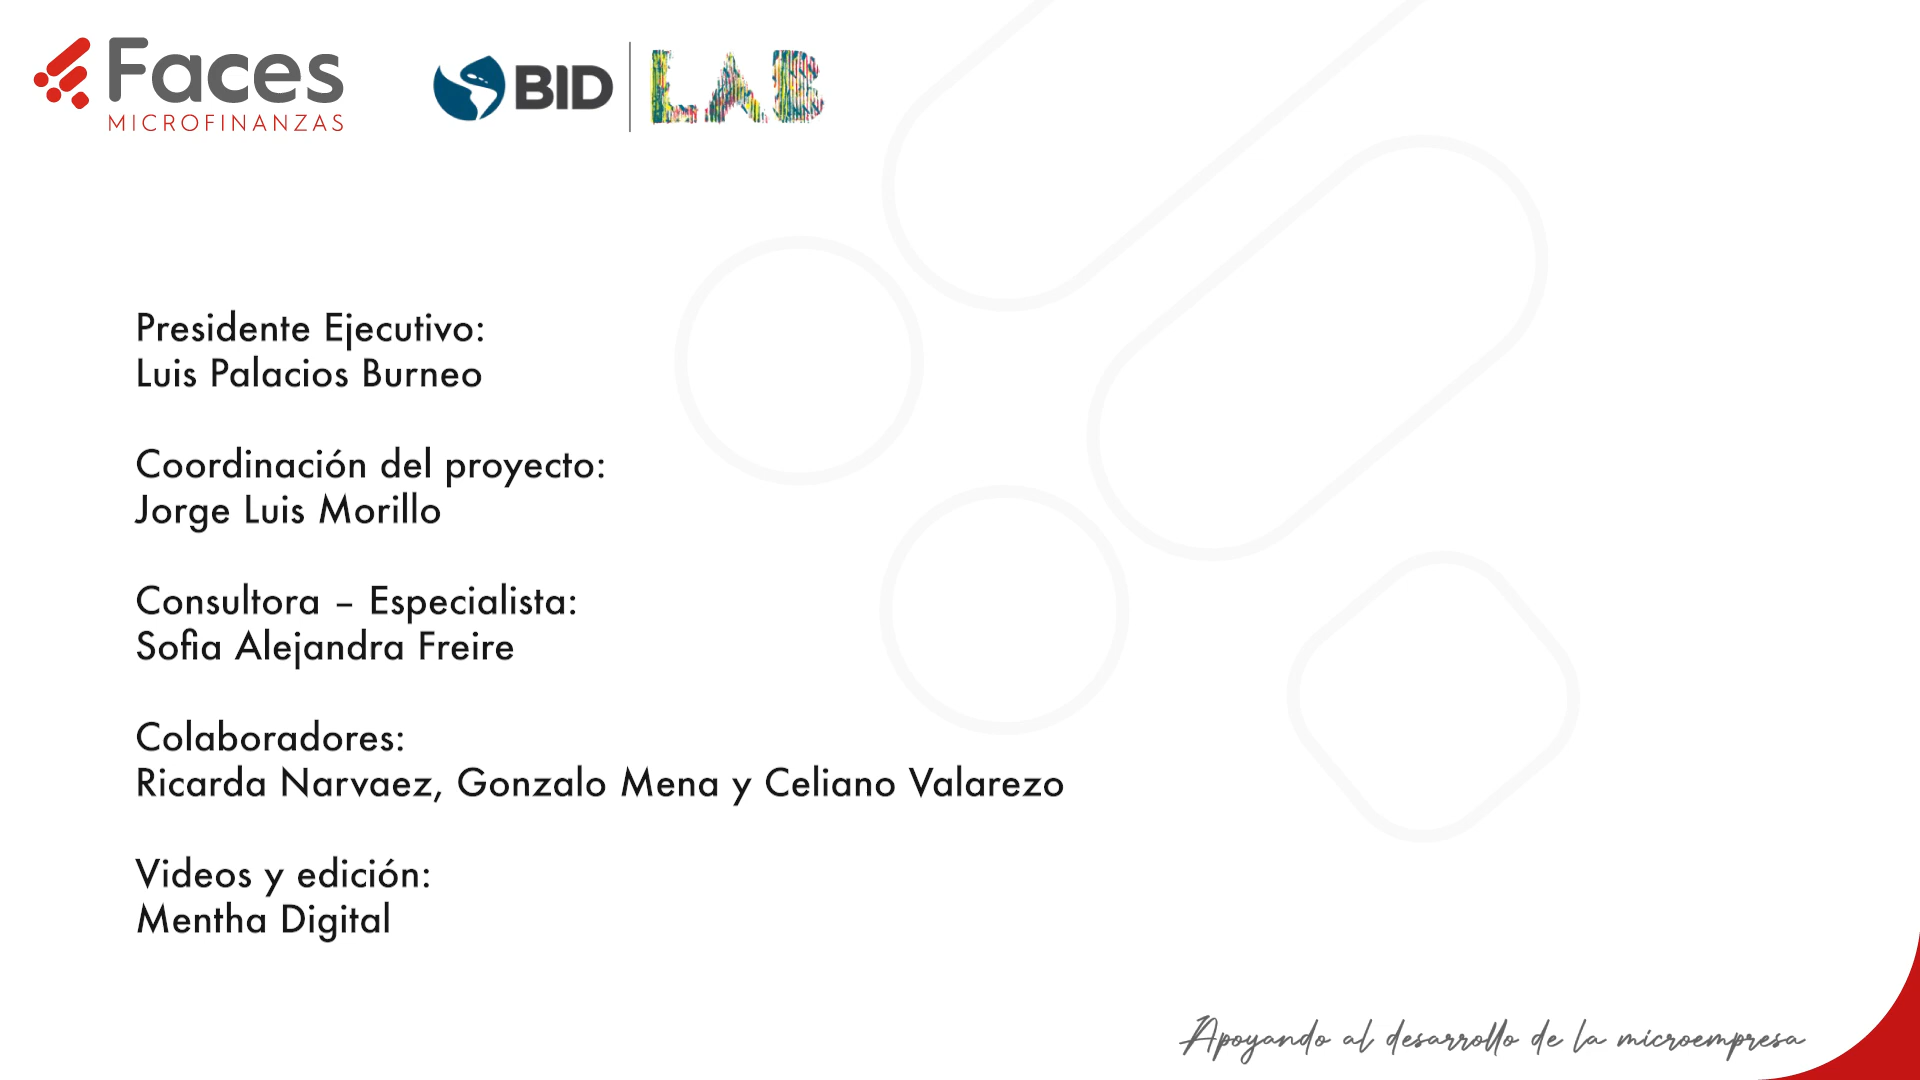 Faces
MICROFINANZAS
BID LAB
Presidente Ejecutivo:
Luis Palacios Burneo
Coordinación del proyecto:
Jorge Luis Morillo
Consultora – Especialista:
Sofia Alejandra Freire
Colaboradores:
Ricarda Narvaez, Gonzalo Mena y Celiano Valarezo
Videos y edición:
Mentha Digital
Apoyando al desarrollo de la microempresa